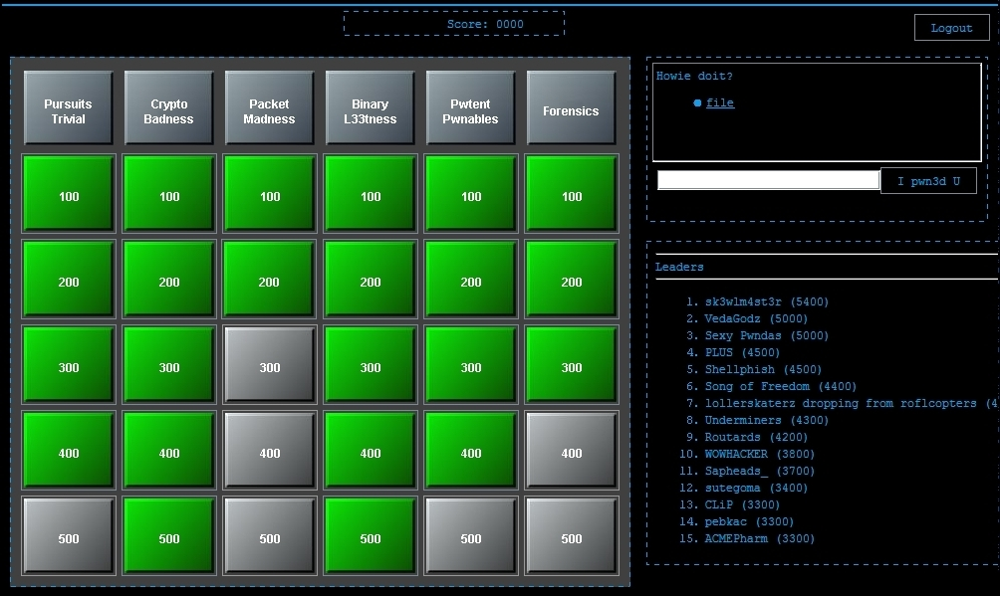 Score: 0000
Logout
Pursuits
Trivial
Crypto
Badness
Packet
Madness
Binary
L33tness
Pwtent
Pwnables
Forensics
100 100 100 100 100 100
200 200 200 200 200 200
300 300 300 300 300 300
400 400 400 400 400 400
500 500 500 500 500 500
Howie doit?
file
I pwn3d U
Leaders
1. sk3wlm4st3r (5400)
2. VedaGodz (5000)
3. Sexy Pwndas (5000)
4. PLUS (4500)
5. Shellphish (4500)
6. Song of Freedom (4400)
7. lollerskaterz dropping from roflcopters (4
8. Underminers (4300)
9. Routards (4200)
10. WOWHACKER (3800)
11. Sapheads_ (3700)
12. sutegoma (3400)
13. CLiP (3300)
14. pebkac (3300)
15. ACMEPharm (3300)